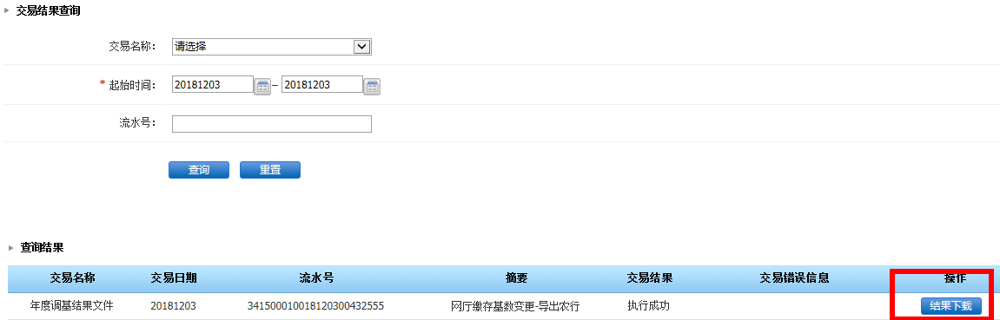 交易结果查询
交易名称： 请选择
* 起始时间： 20181203 – 20181203
流水号：
查询 重置
查询结果
交易名称 交易日期 流水号 摘要 交易结果 交易错误信息 操作
年度调基结果文件 20181203 341500010018120300432555 网厅缴存基数变更-导出农行 执行成功 结果下载